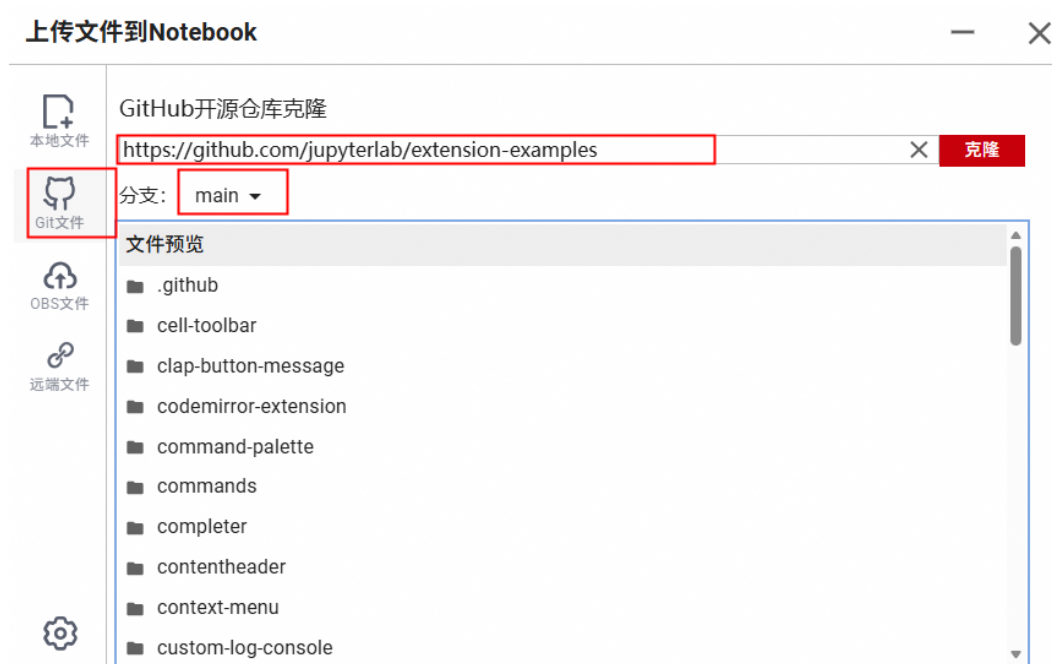 上传文件到Notebook
本地文件
Git文件
OBS文件
远端文件
GitHub开源仓库克隆
https://github.com/jupyterlab/extension-examples
克隆
分支: main
文件预览
.github
cell-toolbar
clap-button-message
codemirror-extension
command-palette
commands
completer
contentheader
context-menu
custom-log-console